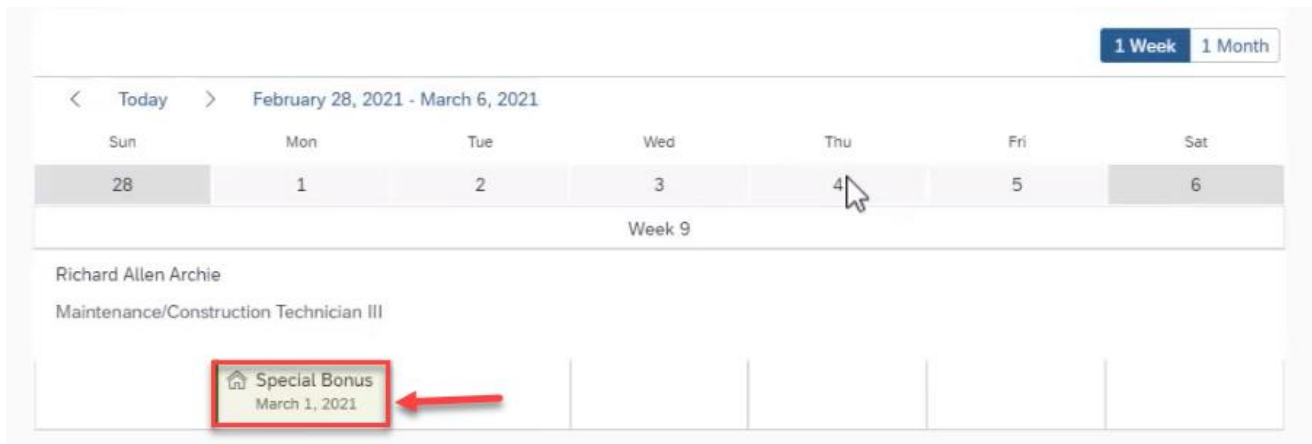 1 Week 1 Month
Today February 28, 2021 - March 6, 2021
Sun Mon Tue Wed Thu Fri Sat
28 1 2 3 4 5 6
Week 9
Richard Allen Archie
Maintenance/Construction Technician III
Special Bonus
March 1, 2021